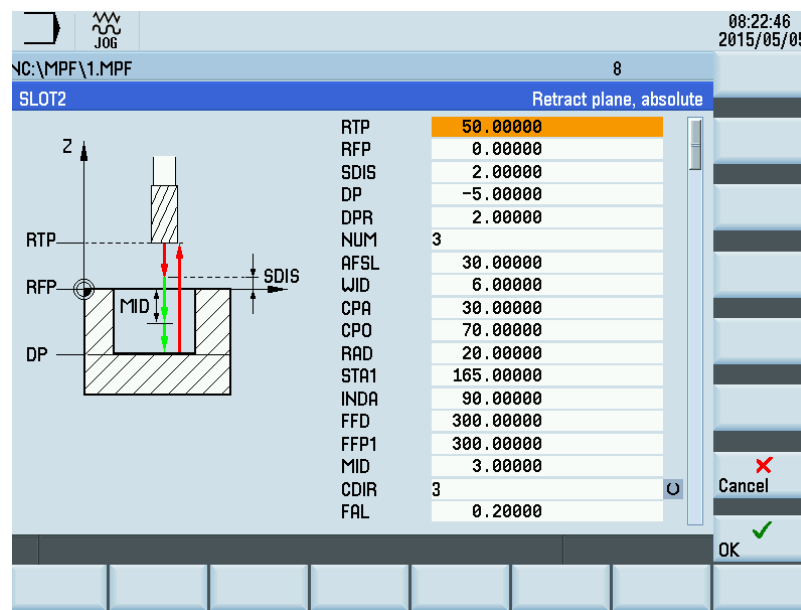 JOG
08:22:46
2015/05/05
NC:\MPF\1.MPF 8
SLOT2 Retract plane, absolute
RTP 50.00000
RFP 0.00000
SDIS 2.00000
DP -5.00000
DPR 2.00000
NUM 3
AFSL 30.00000
WID 6.00000
CPA 30.00000
CPO 70.00000
RAD 20.00000
STA1 165.00000
INDA 90.00000
FFD 300.00000
FFP1 300.00000
MID 3.00000
CDIR 3
FAL 0.20000
Z
RTP
SDIS
RFP
MID
DP
Cancel
OK